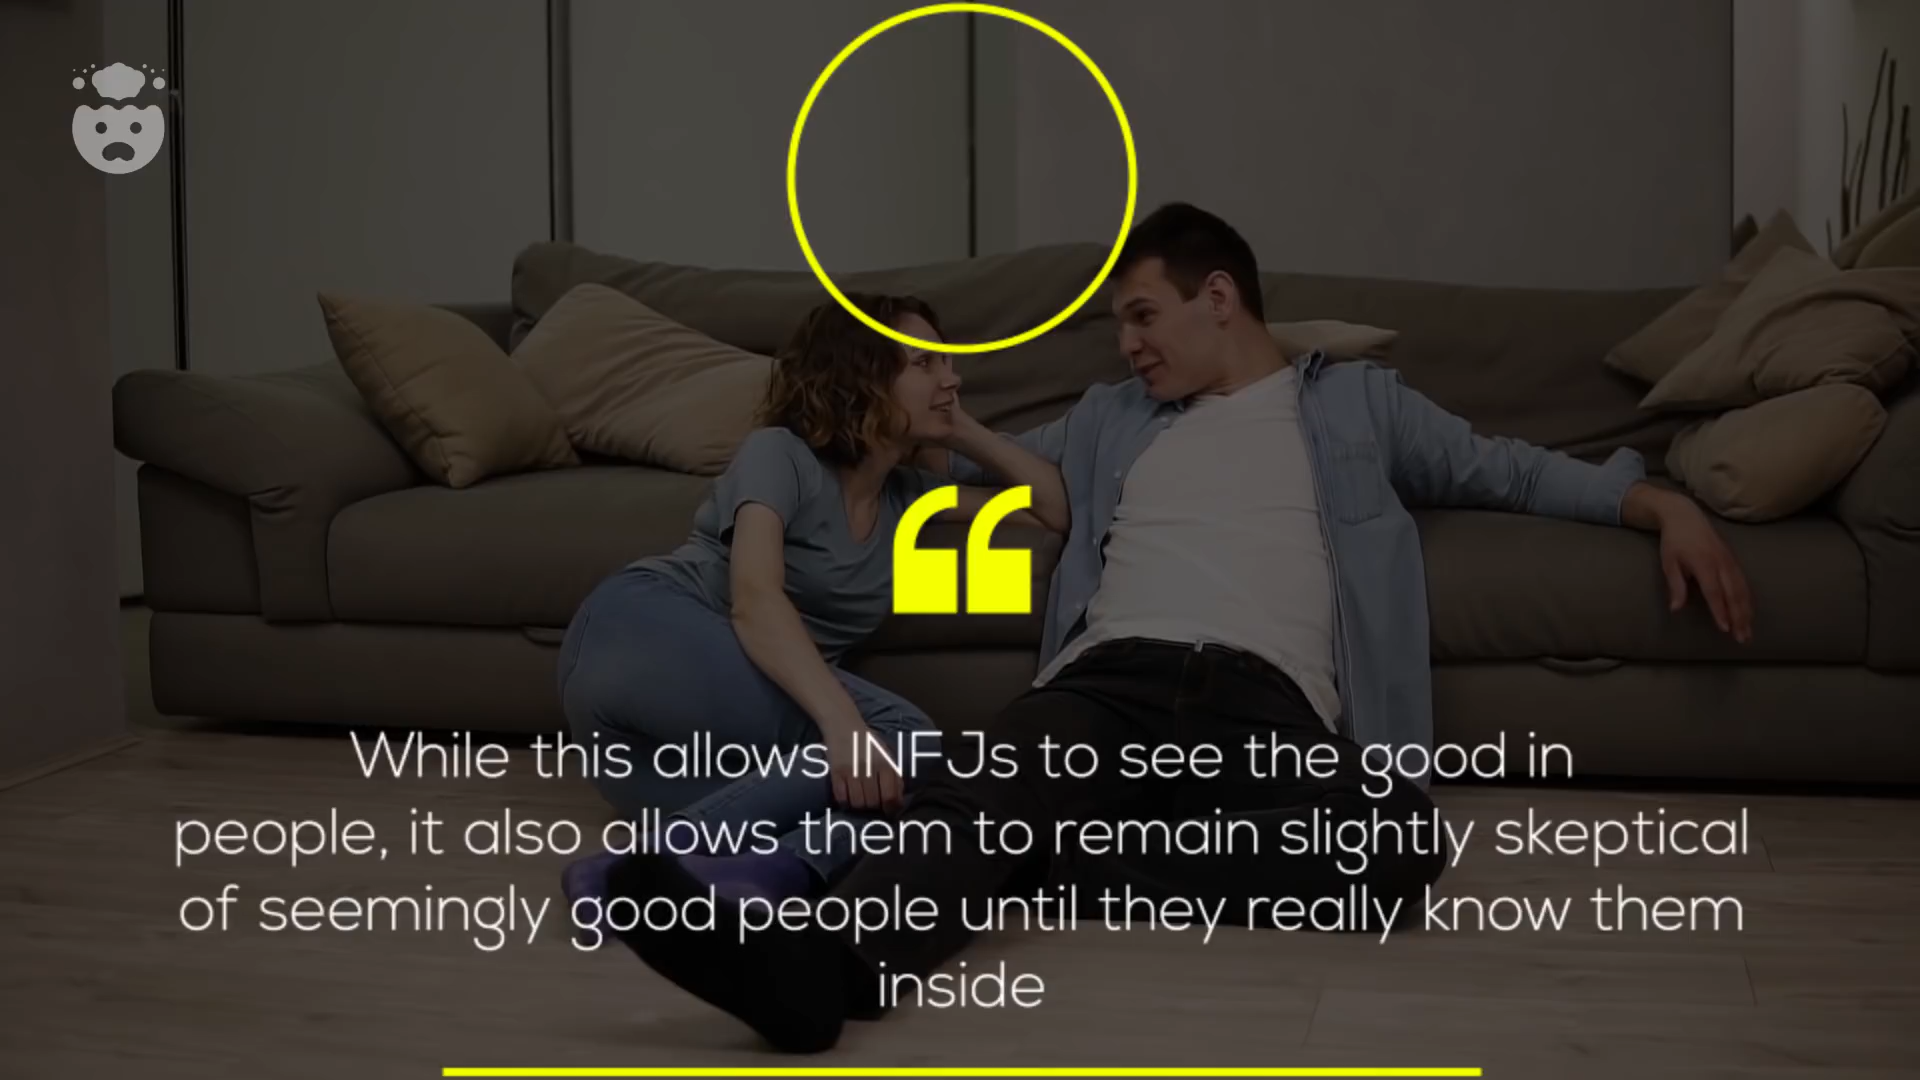 While this allows INFJs to see the good in
people, it also allows them to remain slightly skeptical
of seemingly good people until they really know them
inside